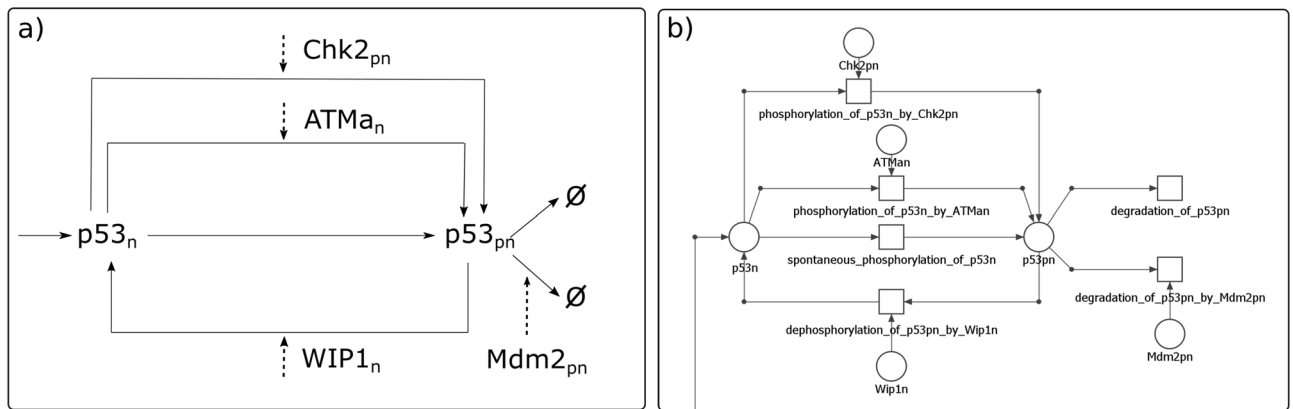 a)
Chk2pn
ATMan
p53n
p53pn
Ø
Ø
WIP1n
Mdm2pn
b)
Chk2pn
phosphorylation_of_p53n_by_Chk2pn
ATMan
phosphorylation_of_p53n_by_ATMan
degradation_of_p53pn
p53n
spontaneous_phosphorylation_of_p53n
p53pn
degradation_of_p53pn_by_Mdm2pn
dephosphorylation_of_p53pn_by_Wip1n
Mdm2pn
Wip1n